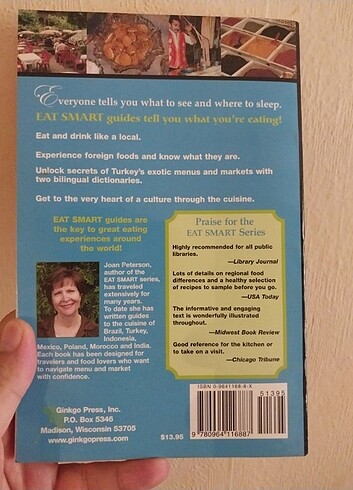 Everyone tells you what to see and where to sleep.
EAT SMART guides tell you what you're eating!
Eat and drink like a local.
Experience foreign foods and know what they are.
Unlock secrets of Turkey's exotic menus and markets with
two bilingual dictionaries.
Get to the very heart of a culture through the cuisine.
EAT SMART guides are
the key to great eating
experiences around
the world!
Joan Peterson,
author of the
EAT SMART series,
has traveled
extensively for
many years.
To date she has
written guides
to the cuisine of
Brazil, Turkey,
Indonesia,
Mexico, Poland, Morocco and India.
Each book has been designed for
travelers and food lovers who want
to navigate menu and market
with confidence.
Ginkgo Press, Inc.
P.O. Box 5346
Madison, Wisconsin 53705
www.ginkgopress.com
Praise for the
EAT SMART Series
Highly recommended for all public
libraries.
—Library Journal
Lots of details on regional food
differences and a healthy selection
of recipes to sample before you go.
—USA Today
The informative and engaging
text is wonderfully illustrated
throughout.
—Midwest Book Review
Good reference for the kitchen or
to take on a visit.
—Chicago Tribune
$13.95
ISBN 0-9641168-8-X
51395
9 780964 116887